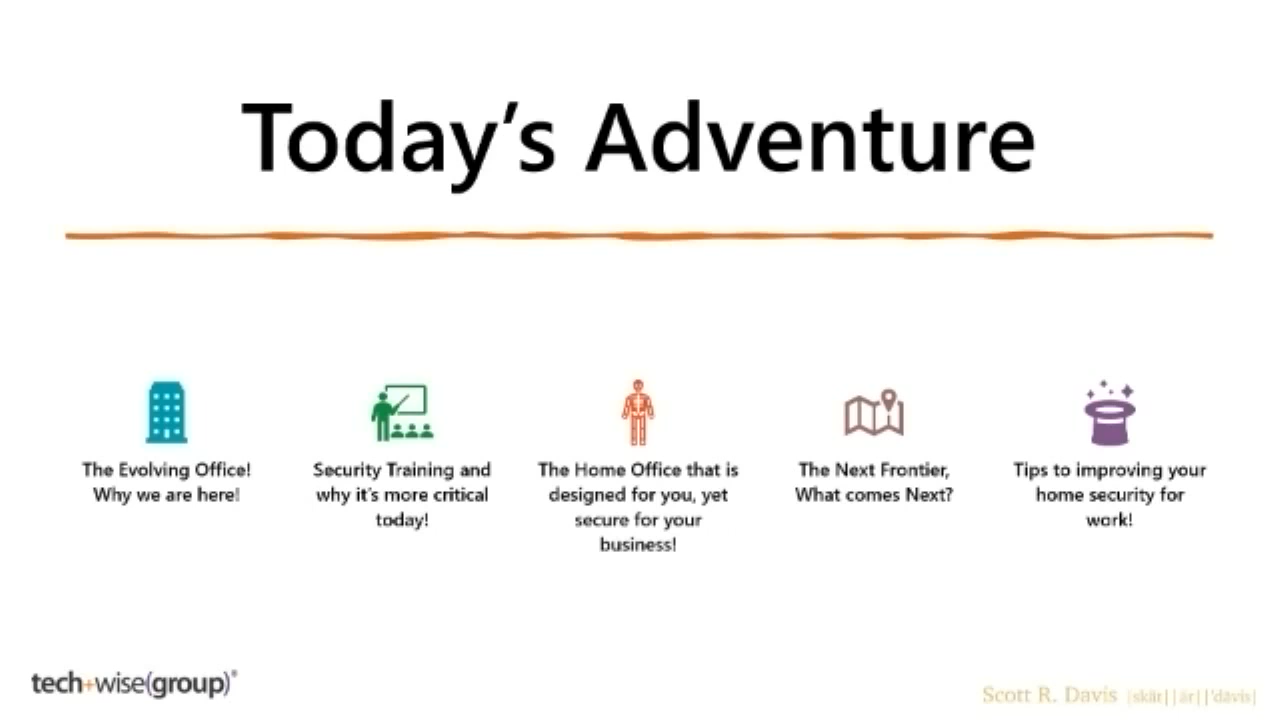 Today’s Adventure
The Evolving Office!
Why we are here!
Security Training and
why it’s more critical
today!
The Home Office that is
designed for you, yet
secure for your
business!
The Next Frontier,
What comes Next?
Tips to improving your
home security for
work!
tech+wise(group)®
Scott R. Davis